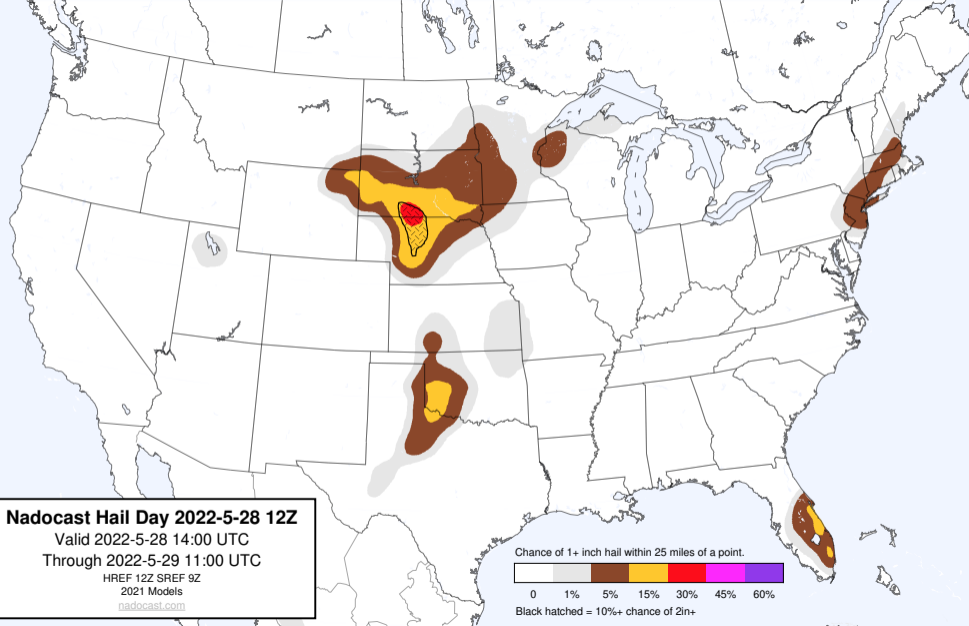 Nadocast Hail Day 2022-5-28 12Z
Valid 2022-5-28 14:00 UTC
Through 2022-5-29 11:00 UTC
HREF 12Z SREF 9Z
2021 Models
nadocast.com
Chance of 1+ inch hail within 25 miles of a point.
0 1% 5% 15% 30% 45% 60%
Black hatched = 10%+ chance of 2in+